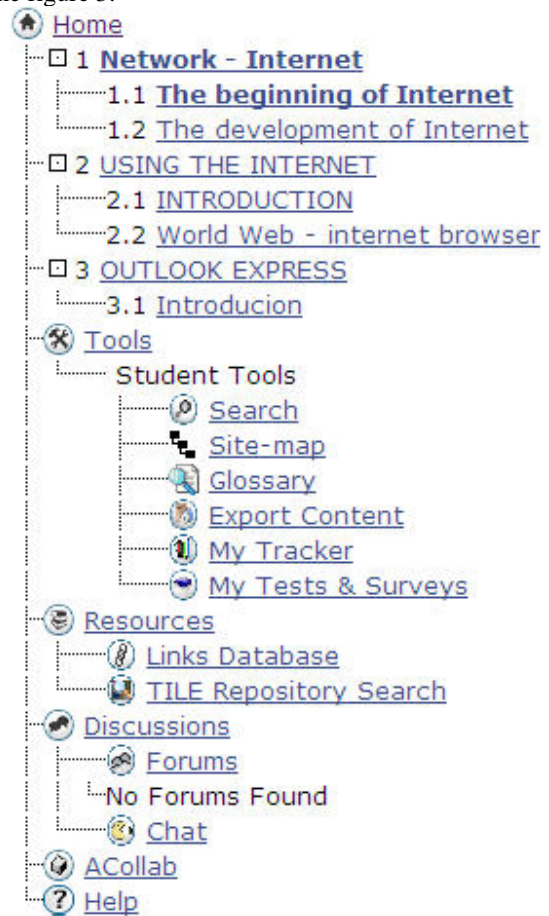 the figure 3.
Home
1 Network - Internet
1.1 The beginning of Internet
1.2 The development of Internet
2 USING THE INTERNET
2.1 INTRODUCTION
2.2 World Web - internet browser
3 OUTLOOK EXPRESS
3.1 Introducion
Tools
Student Tools
Search
Site-map
Glossary
Export Content
My Tracker
My Tests & Surveys
Resources
Links Database
TILE Repository Search
Discussions
Forums
No Forums Found
Chat
ACollab
Help